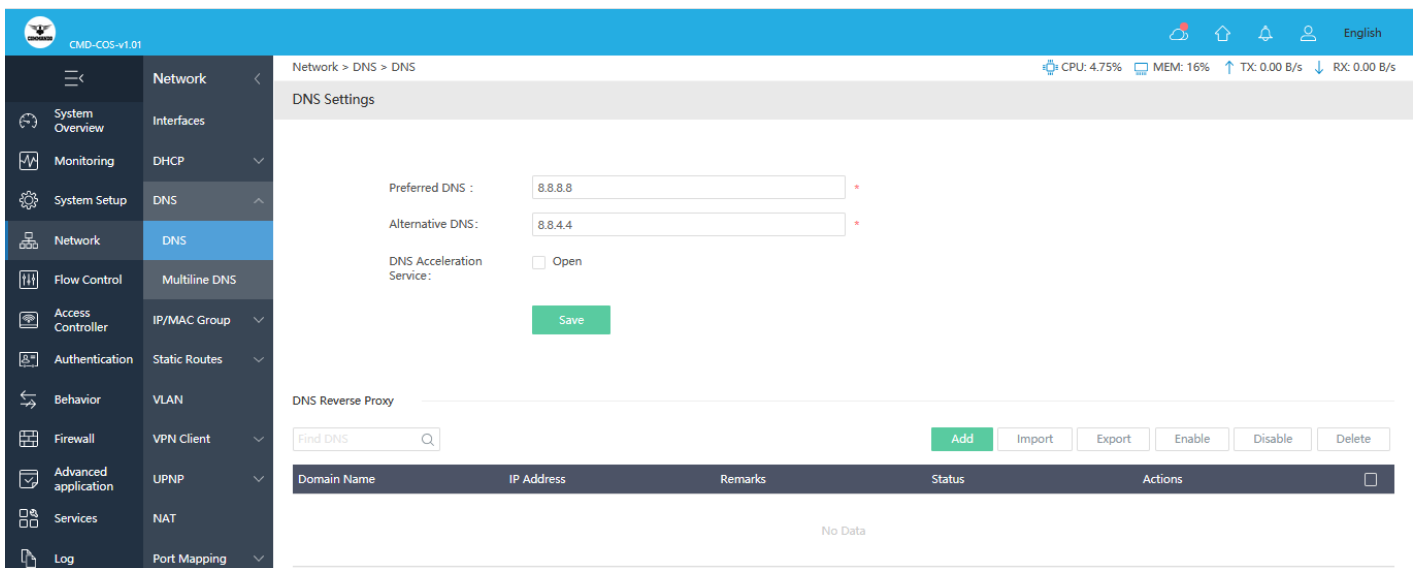 CMD-COS-v1.01
English
Network
Network > DNS > DNS
CPU: 4.75% MEM: 16% TX: 0.00 B/s RX: 0.00 B/s
DNS Settings
System Overview
Monitoring
System Setup
Network
Flow Control
Access Controller
Authentication
Behavior
Firewall
Advanced application
Services
Log
Interfaces
DHCP
DNS
DNS
Multiline DNS
IP/MAC Group
Static Routes
VLAN
VPN Client
UPNP
NAT
Port Mapping
Preferred DNS : 8.8.8.8 *
Alternative DNS: 8.8.4.4 *
DNS Acceleration Service: Open
Save
DNS Reverse Proxy
Find DNS
Add Import Export Enable Disable Delete
Domain Name IP Address Remarks Status Actions
No Data